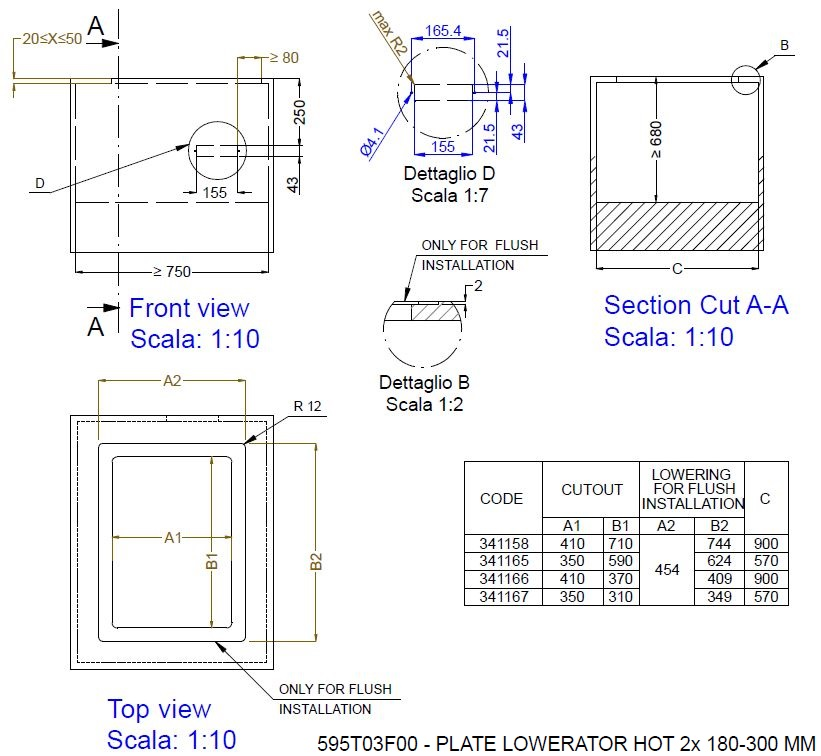 A
20≤X≤50
≥ 80
250
43
155
D
≥ 750
A
Front view
Scala: 1:10
max R2
165.4
21.5
Ø4.1
155
21.5
43
Dettaglio D
Scala 1:7
ONLY FOR FLUSH
INSTALLATION
2
Dettaglio B
Scala 1:2
B
≥ 680
C
Section Cut A-A
Scala: 1:10
A2
R 12
A1
B1
B2
ONLY FOR FLUSH
INSTALLATION
Top view
Scala: 1:10
CODE CUTOUT LOWERING FOR FLUSH INSTALLATION C
A1 B1 A2 B2
341158 410 710 454 744 900
341165 350 590 624 570
341166 410 370 409 900
341167 350 310 349 570
595T03F00 - PLATE LOWERATOR HOT 2x 180-300 MM